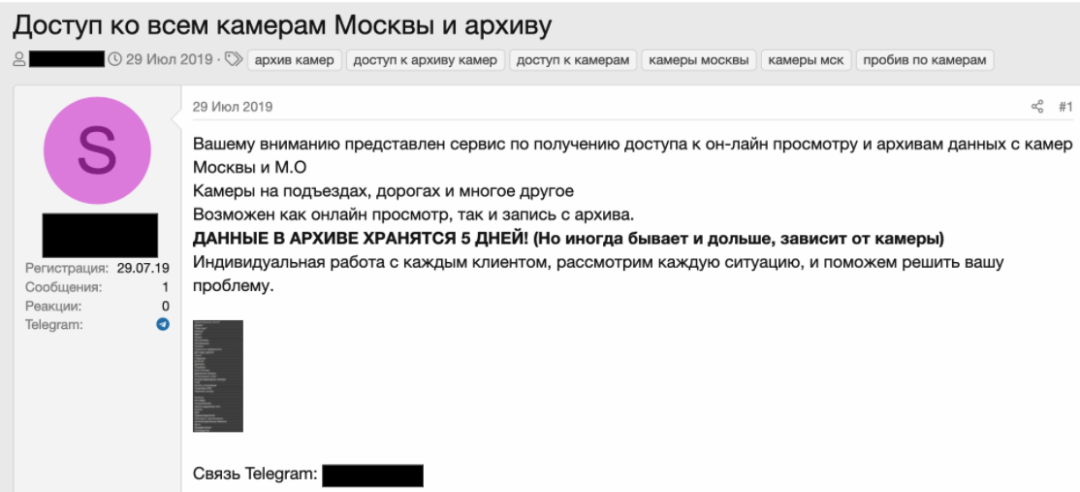 Доступ ко всем камерам Москвы и архиву
29 Июл 2019 · архив камер доступ к архиву камер доступ к камерам камеры москвы камеры мск пробив по камерам
29 Июл 2019 #1
S
Регистрация: 29.07.19
Сообщения: 1
Реакции: 0
Telegram:
Вашему вниманию представлен сервис по получению доступа к он-лайн просмотру и архивам данных с камер
Москвы и М.О
Камеры на подъездах, дорогах и многое другое
Возможен как онлайн просмотр, так и запись с архива.
ДАННЫЕ В АРХИВЕ ХРАНЯТСЯ 5 ДНЕЙ! (Но иногда бывает и дольше, зависит от камеры)
Индивидуальная работа с каждым клиентом, рассмотрим каждую ситуацию, и поможем решить вашу
проблему.
Связь Telegram: